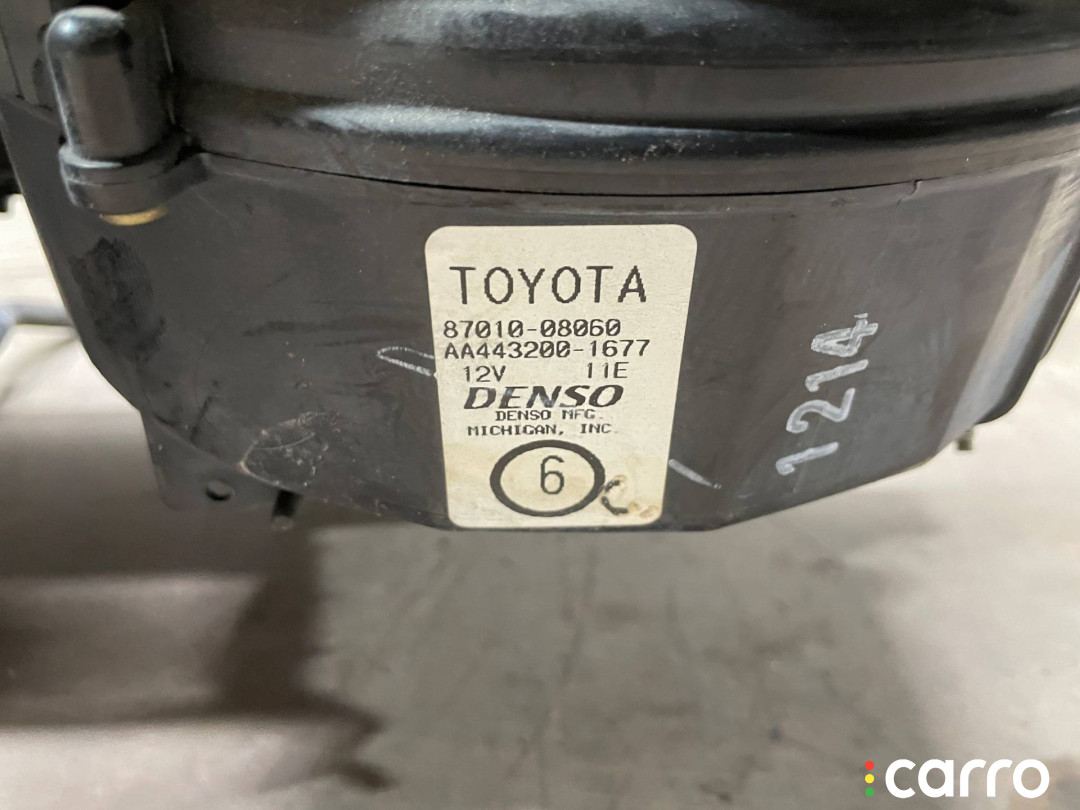 TOYOTA
87010-08060
AA443200-1677
12V 11E
DENSO
DENSO MFG.
MICHIGAN, INC.
6
C
1214
carro